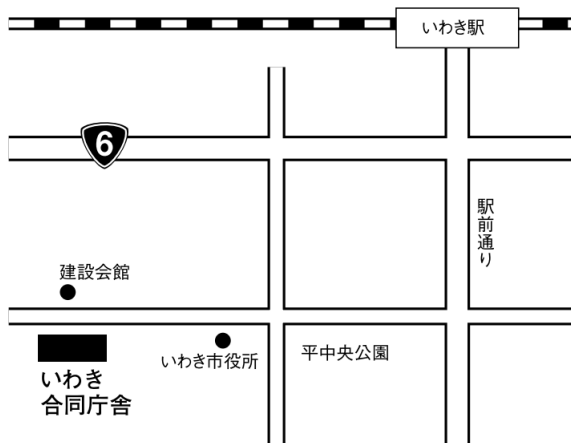 いわき駅
6
駅前通り
建設会館
いわき市役所
平中央公園
いわき
合同庁舎